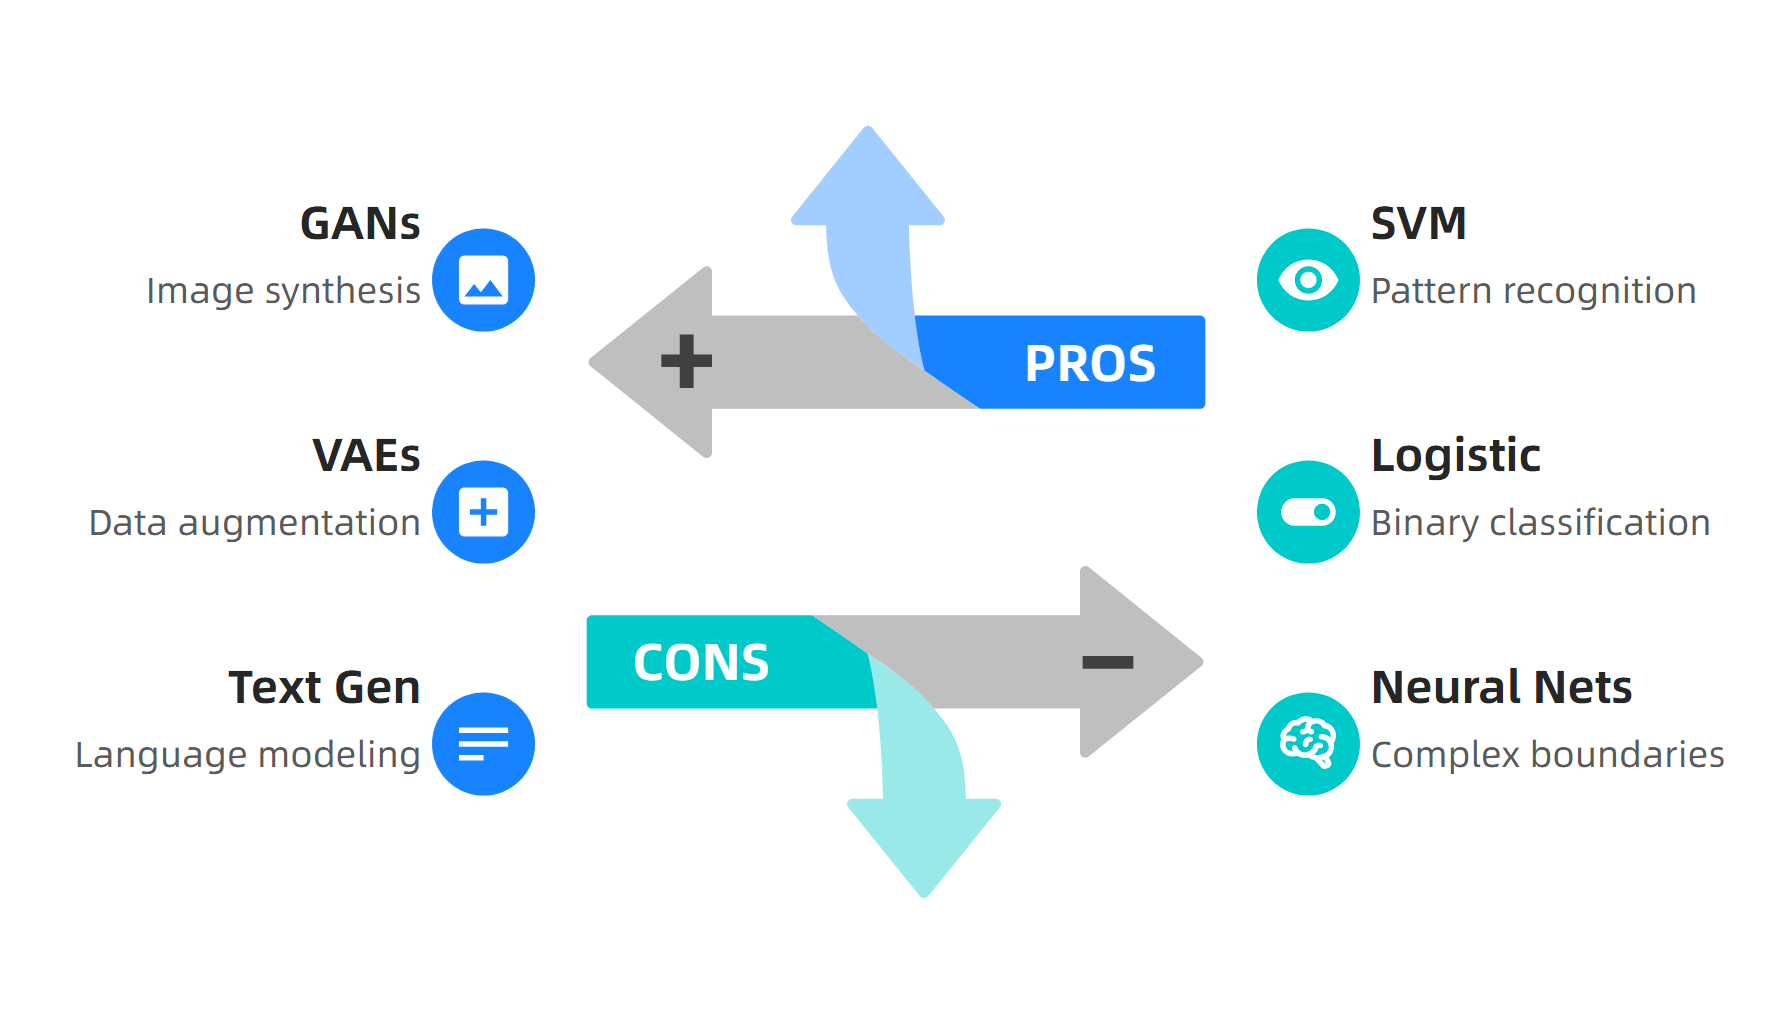 GANs
Image synthesis
VAEs
Data augmentation
Text Gen
Language modeling
+
PROS
CONS
−
SVM
Pattern recognition
Logistic
Binary classification
Neural Nets
Complex boundaries